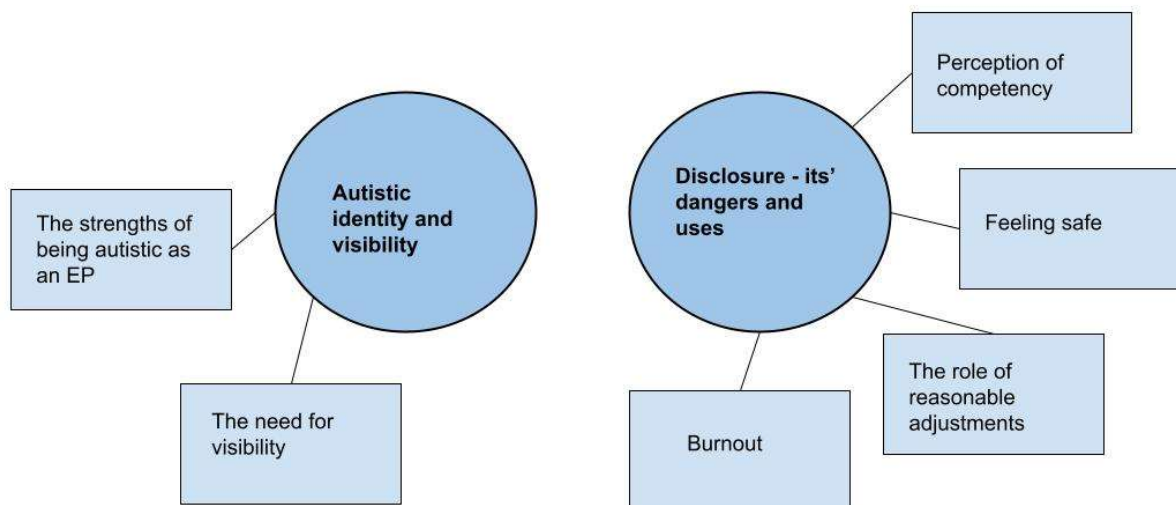 Autistic
identity and
visibility
The strengths of
being autistic as
an EP
The need for
visibility
Disclosure - its’
dangers and
uses
Perception of
competency
Feeling safe
The role of
reasonable
adjustments
Burnout